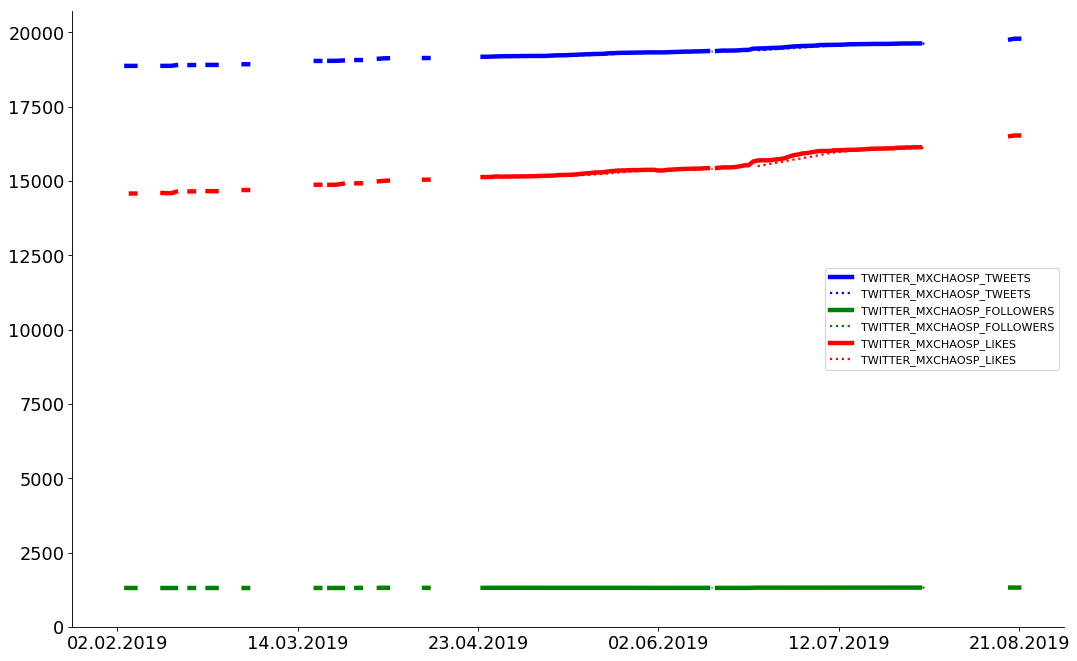 20000
17500
15000
12500
10000
7500
5000
2500
0
TWITTER_MXCHAOSP_TWEETS
TWITTER_MXCHAOSP_TWEETS
TWITTER_MXCHAOSP_FOLLOWERS
TWITTER_MXCHAOSP_FOLLOWERS
TWITTER_MXCHAOSP_LIKES
TWITTER_MXCHAOSP_LIKES
02.02.2019 14.03.2019 23.04.2019 02.06.2019 12.07.2019 21.08.2019